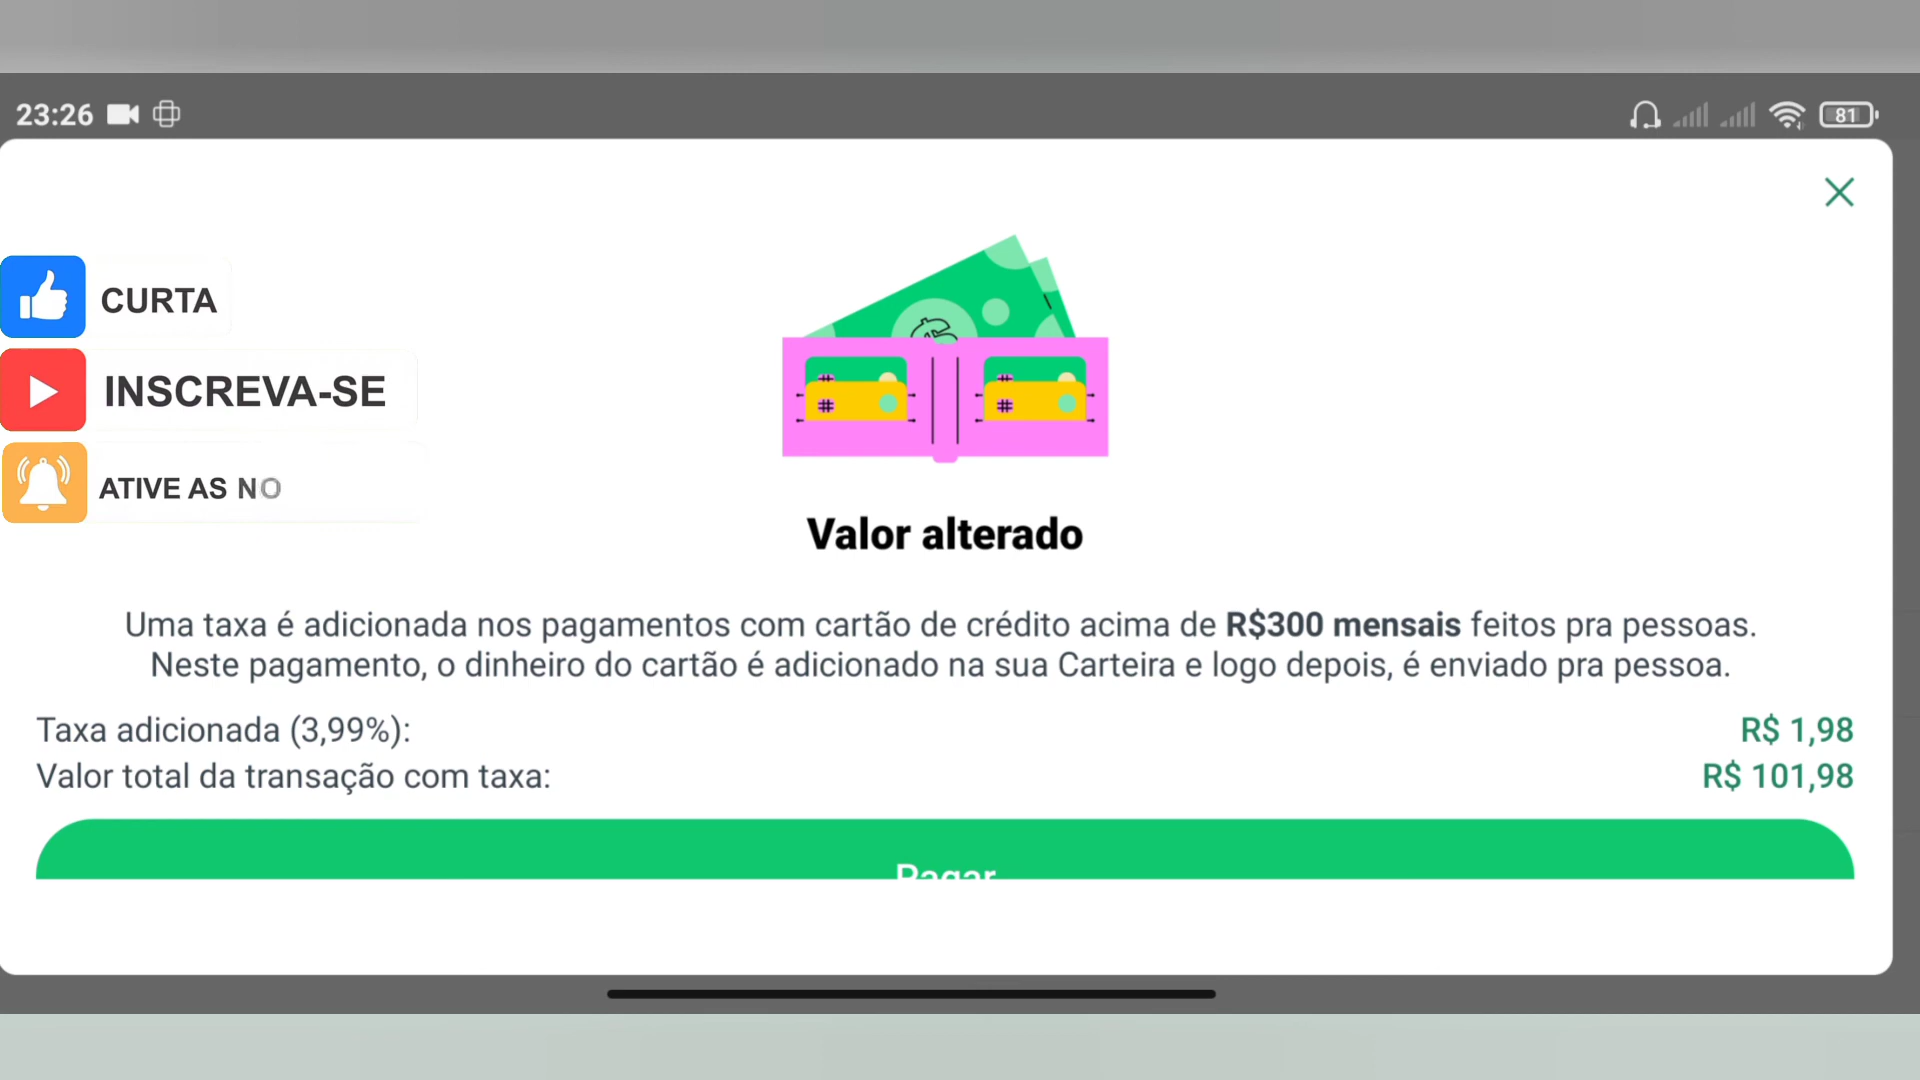 23:26
81
CURTA
INSCREVA-SE
ATIVE AS NO
Valor alterado
Uma taxa é adicionada nos pagamentos com cartão de crédito acima de R$300 mensais feitos pra pessoas.
Neste pagamento, o dinheiro do cartão é adicionado na sua Carteira e logo depois, é enviado pra pessoa.
Taxa adicionada (3,99%): R$ 1,98
Valor total da transação com taxa: R$ 101,98
Pagar